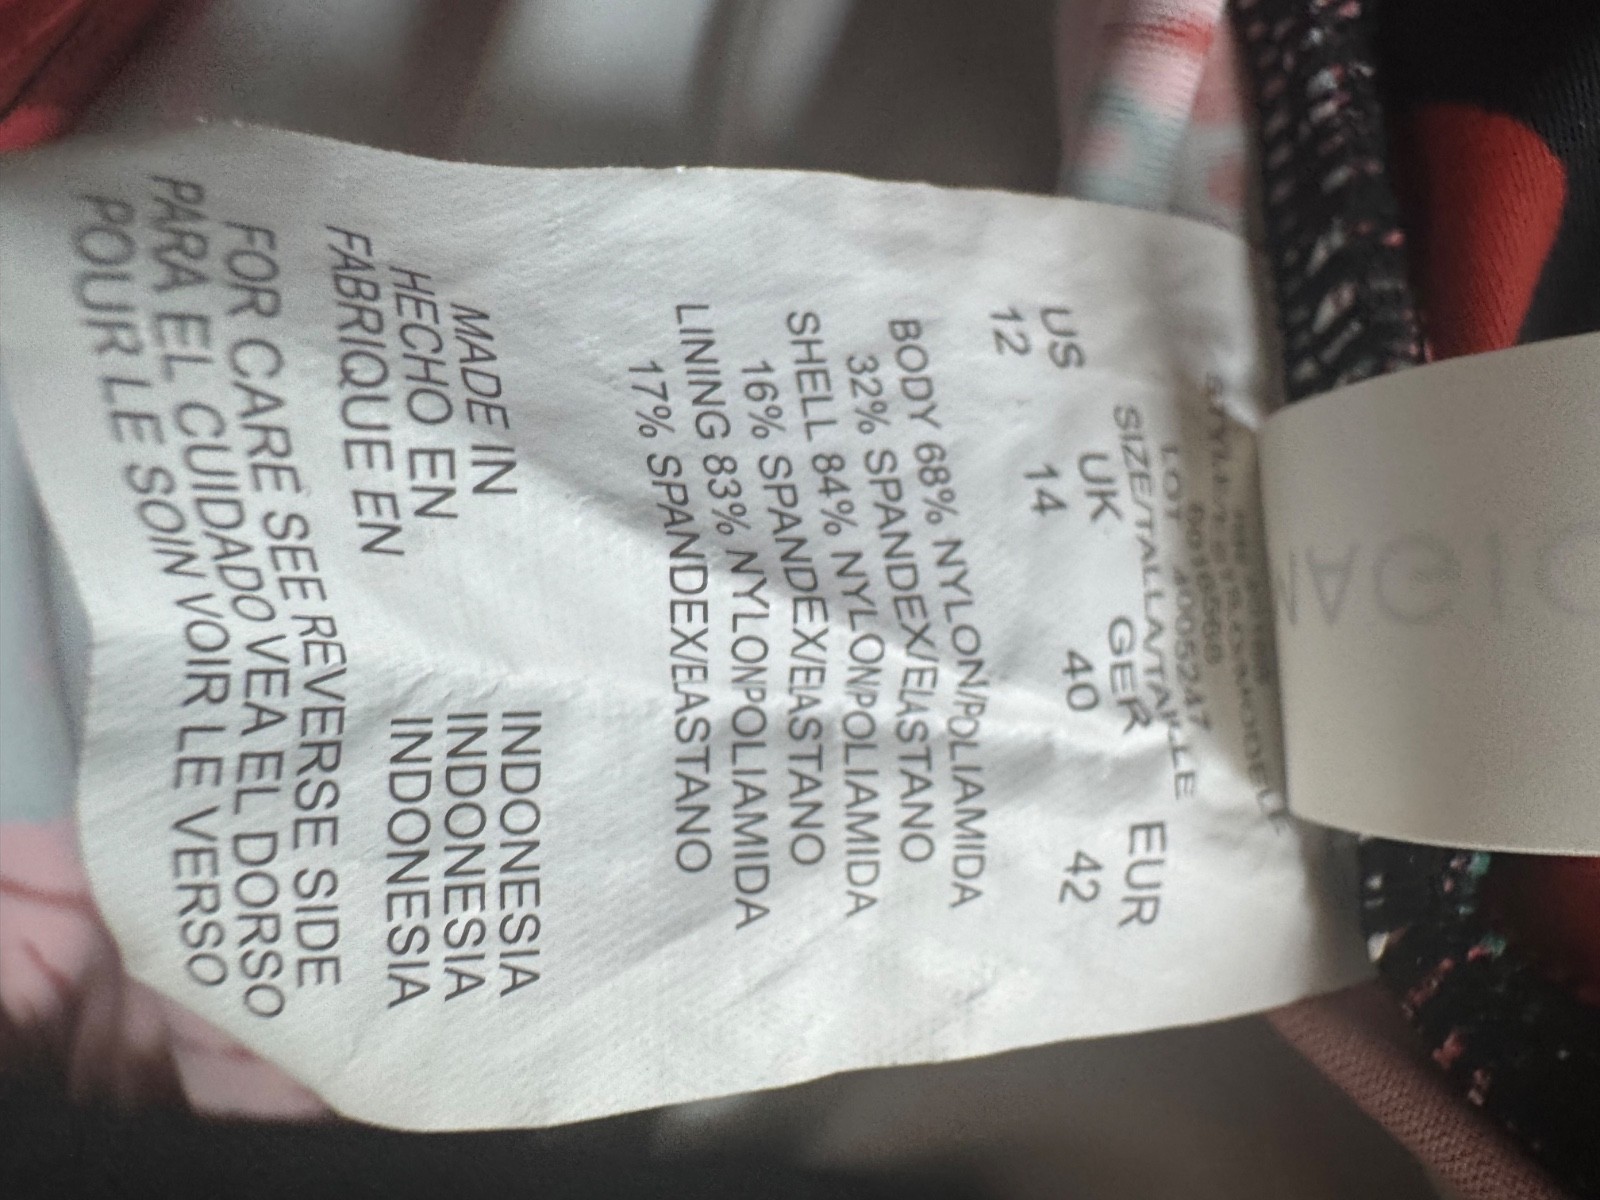 LOT 4005247
SIZE/TALLA/TAILLE
US UK GER EUR
12 14 40 42
BODY 68% NYLON/POLIAMIDA
32% SPANDEX/ELASTANO
SHELL 84% NYLON/POLIAMIDA
16% SPANDEX/ELASTANO
LINING 83% NYLON/POLIAMIDA
17% SPANDEX/ELASTANO
MADE IN INDONESIA
HECHO EN INDONESIA
FABRIQUE EN INDONESIA
FOR CARE SEE REVERSE SIDE
PARA EL CUIDADO VEA EL DORSO
POUR LE SOIN VOIR LE VERSO